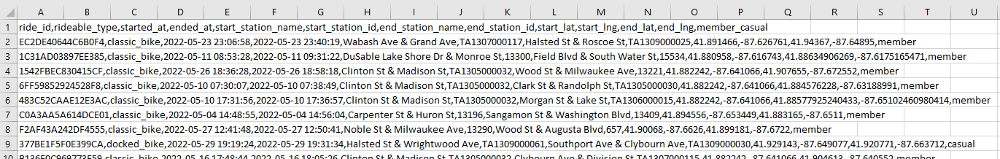 A B C D E F G H I J K L M N O P Q R S T U
1 ride_id,rideable_type,started_at,ended_at,start_station_name,start_station_id,end_station_name,end_station_id,start_lat,start_lng,end_lat,end_lng,member_casual
2 EC2DE40644C6B0F4,classic_bike,2022-05-23 23:06:58,2022-05-23 23:40:19,Wabash Ave & Grand Ave,TA1307000117,Halsted St & Roscoe St,TA1309000025,41.891466,-87.626761,41.94367,-87.64895,member
3 1C31AD03897EE385,classic_bike,2022-05-11 08:53:28,2022-05-11 09:31:22,DuSable Lake Shore Dr & Monroe St,13300,Field Blvd & South Water St,15534,41.880958,-87.616743,41.88634906269,-87.6175165471,member
4 1542FBEC830415CF,classic_bike,2022-05-26 18:36:28,2022-05-26 18:58:18,Clinton St & Madison St,TA1305000032,Wood St & Milwaukee Ave,13221,41.882242,-87.641066,41.907655,-87.672552,member
5 6FF59852924528F8,classic_bike,2022-05-10 07:30:07,2022-05-10 07:38:49,Clinton St & Madison St,TA1305000032,Clark St & Randolph St,TA1305000030,41.882242,-87.641066,41.884576228,-87.63188991,member
6 483C52CAAE12E3AC,classic_bike,2022-05-10 17:31:56,2022-05-10 17:36:57,Clinton St & Madison St,TA1305000032,Morgan St & Lake St,TA1306000015,41.882242,-87.641066,41.88577925240433,-87.65102460980414,member
7 C0A3AA5A614DCE01,classic_bike,2022-05-04 14:48:55,2022-05-04 14:56:04,Carpenter St & Huron St,13196,Sangamon St & Washington Blvd,13409,41.894556,-87.653449,41.883165,-87.6511,member
8 F2AF43A242DF4555,classic_bike,2022-05-27 12:41:48,2022-05-27 12:50:41,Noble St & Milwaukee Ave,13290,Wood St & Augusta Blvd,657,41.90068,-87.6626,41.899181,-87.6722,member
9 377BE1F5F0E399CA,docked_bike,2022-05-29 19:19:24,2022-05-29 19:31:34,Halsted St & Wrightwood Ave,TA1309000061,Southport Ave & Clybourn Ave,TA1309000030,41.929143,-87.649077,41.920771,-87.663712,casual
10 B136F0C969773F59,classic_bike,2022-05-16 17:48:44,2022-05-16 18:05:26,Clinton St & Madison St,TA1305000032,Clybourn Ave & Division St,TA1307000115,41.882242,-87.641066,41.904613,-87.640552,member